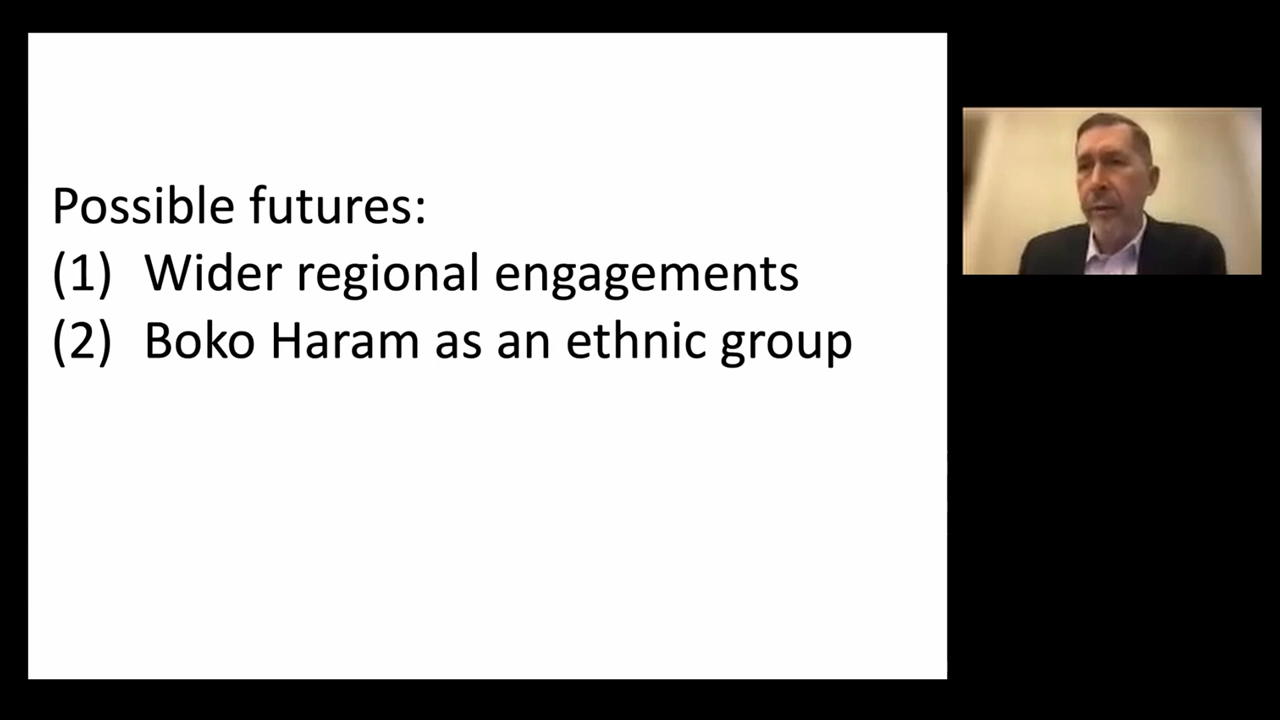 Possible futures:
(1) Wider regional engagements
(2) Boko Haram as an ethnic group